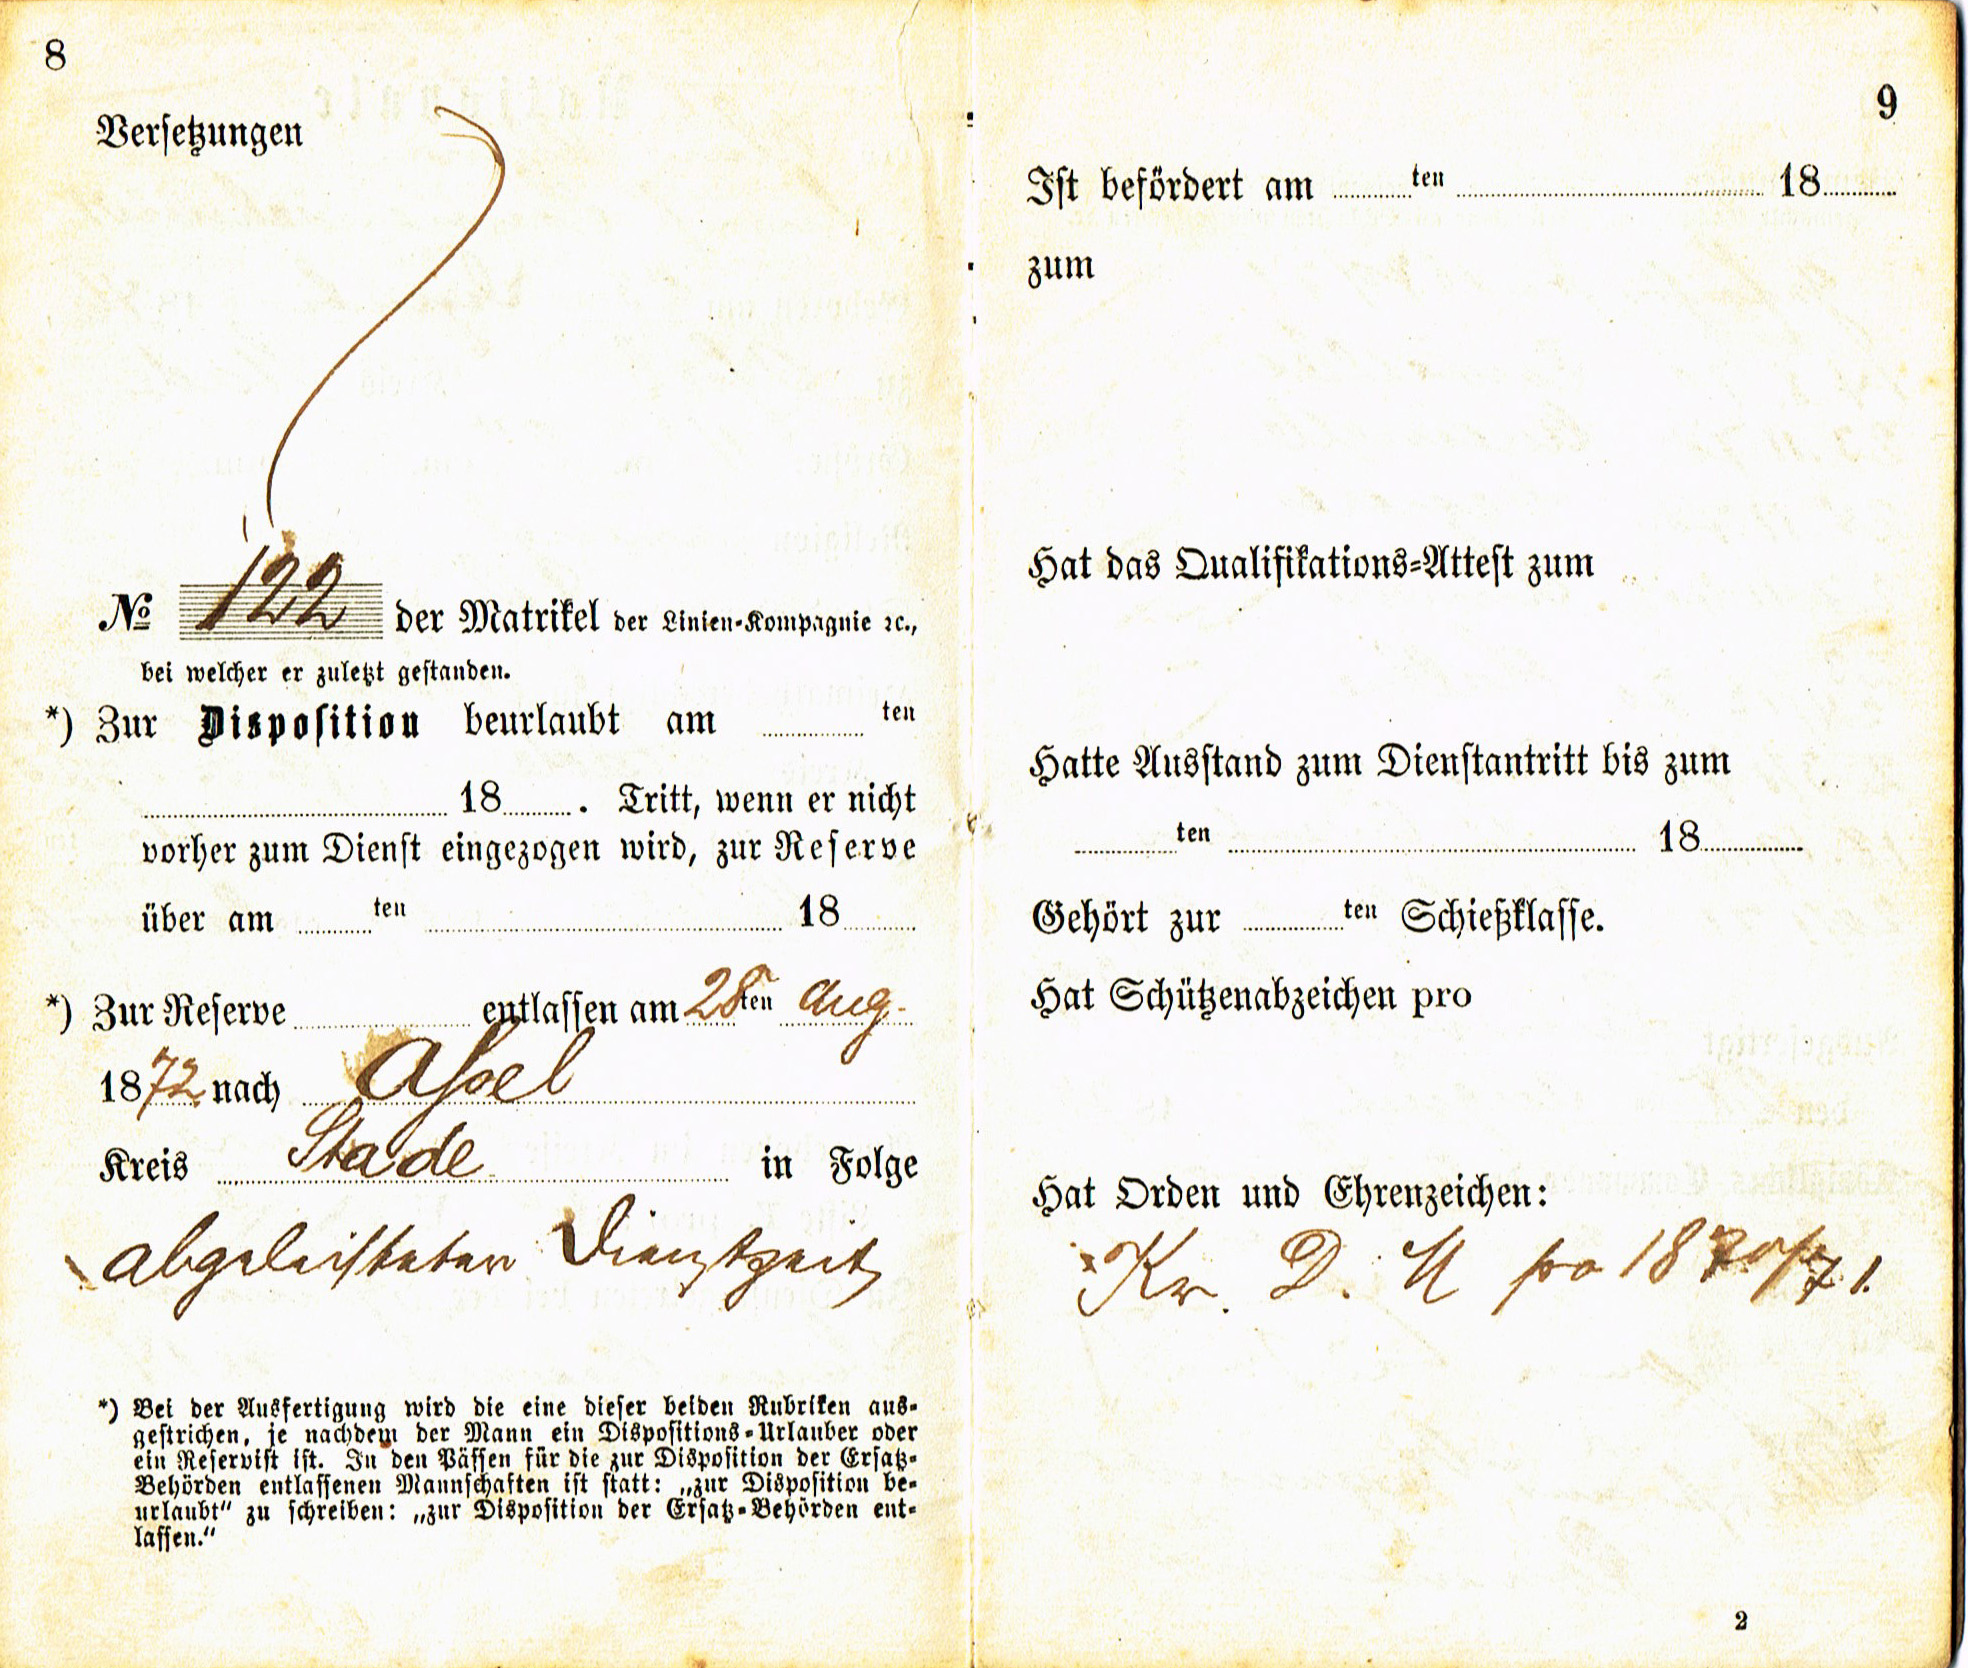 8
Versetzungen
No 122 der Matrikel der Linien-Kompagnie ꝛc.,
bei welcher er zuletzt gestanden.
*) Zur Disposition beurlaubt am ........ ten
........ 18...... . Tritt, wenn er nicht
vorher zum Dienst eingezogen wird, zur Reserve
über am ......ten ........ 18......
*) Zur Reserve ........ entlassen am 28ten Aug.
1872 nach Assel
Kreis Stade in Folge
abgeleisteter Dienstzeit
*) Bei der Ausfertigung wird die eine dieser beiden Rubriken aus-
gestrichen, je nachdem der Mann ein Dispositions-Urlauber oder
ein Reservist ist. In den Pässen für die zur Disposition der Ersatz-
Behörden entlassenen Mannschaften ist statt: „zur Disposition be-
urlaubt“ zu schreiben: „zur Disposition der Ersatz-Behörden ent-
lassen.“
9
Ist befördert am ......ten ........ 18......
zum
Hat das Qualifikations-Attest zum
Hatte Ausstand zum Dienstantritt bis zum
........ten ........ 18........
Gehört zur ........ten Schießklasse.
Hat Schützenabzeichen pro
Hat Orden und Ehrenzeichen:
Kr. D. M pro 1870/71.
2